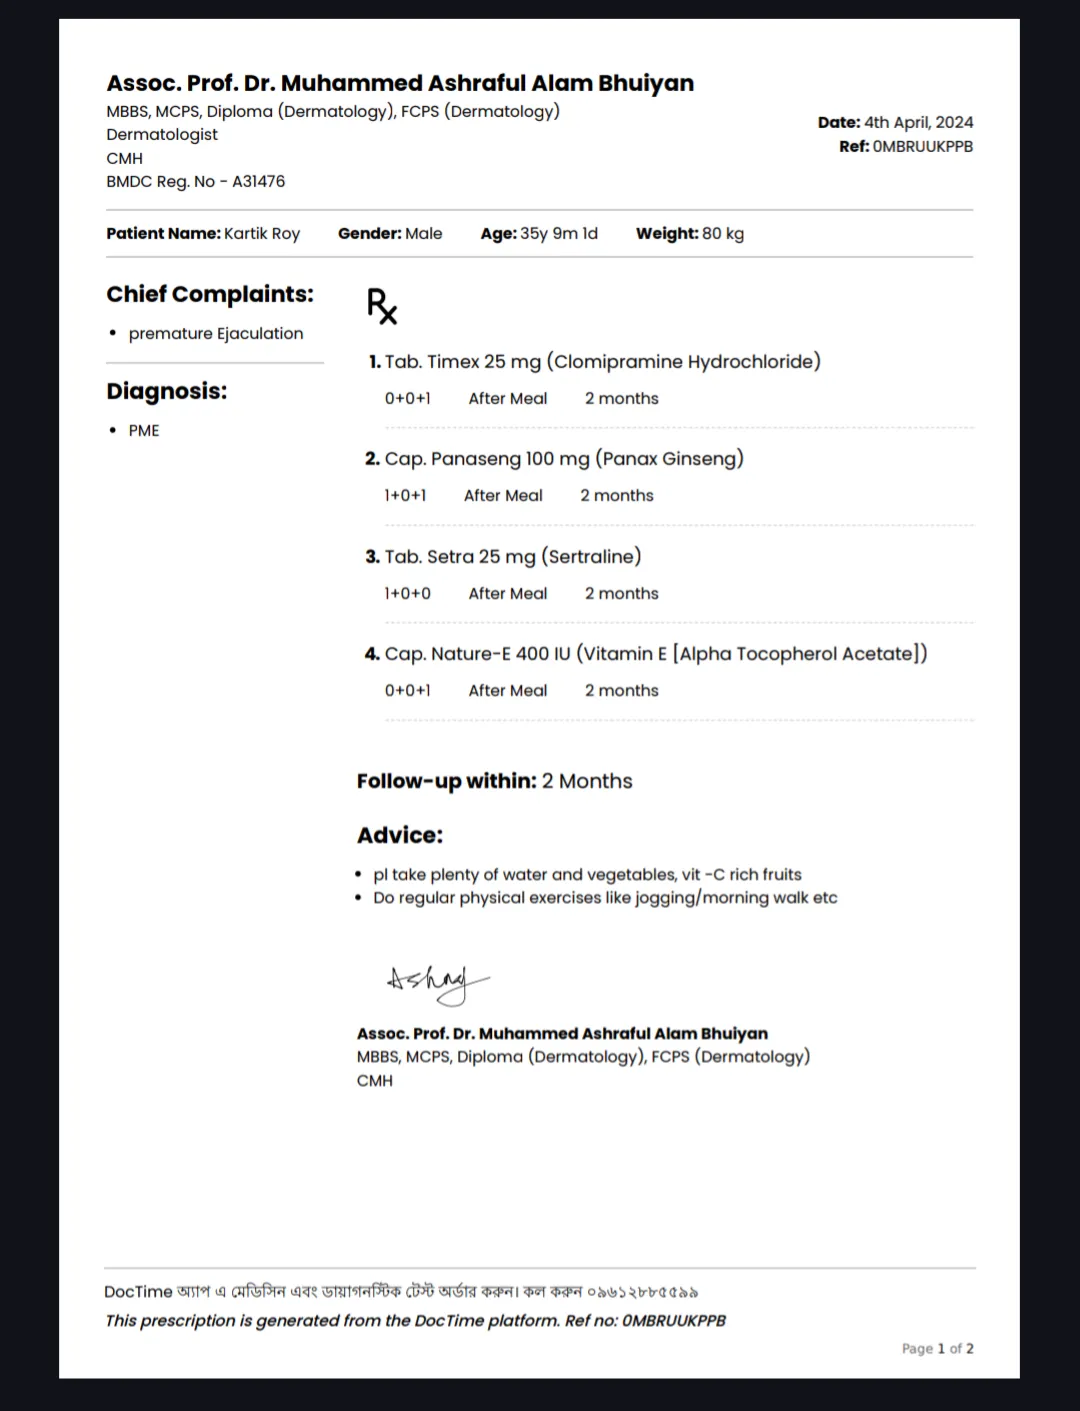 Assoc. Prof. Dr. Muhammed Ashraful Alam Bhuiyan
MBBS, MCPS, Diploma (Dermatology), FCPS (Dermatology)
Dermatologist
CMH
BMDC Reg. No - A31476
Date: 4th April, 2024
Ref: 0MBRUUKPPB
Patient Name: Kartik Roy Gender: Male Age: 35y 9m 1d Weight: 80 kg
Chief Complaints:
• premature Ejaculation
Diagnosis:
• PME
Rx
1. Tab. Timex 25 mg (Clomipramine Hydrochloride)
0+0+1 After Meal 2 months
2. Cap. Panaseng 100 mg (Panax Ginseng)
1+0+1 After Meal 2 months
3. Tab. Setra 25 mg (Sertraline)
1+0+0 After Meal 2 months
4. Cap. Nature-E 400 IU (Vitamin E [Alpha Tocopherol Acetate])
0+0+1 After Meal 2 months
Follow-up within: 2 Months
Advice:
• pl take plenty of water and vegetables, vit -C rich fruits
• Do regular physical exercises like jogging/morning walk etc
Ashraf
Assoc. Prof. Dr. Muhammed Ashraful Alam Bhuiyan
MBBS, MCPS, Diploma (Dermatology), FCPS (Dermatology)
CMH
DocTime অ্যাপ এ মেডিসিন এবং ডায়াগনস্টিক টেস্ট অর্ডার করুন। কল করুন ০৯৬১২৮৮৫৫৯৯
This prescription is generated from the DocTime platform. Ref no: 0MBRUUKPPB
Page 1 of 2